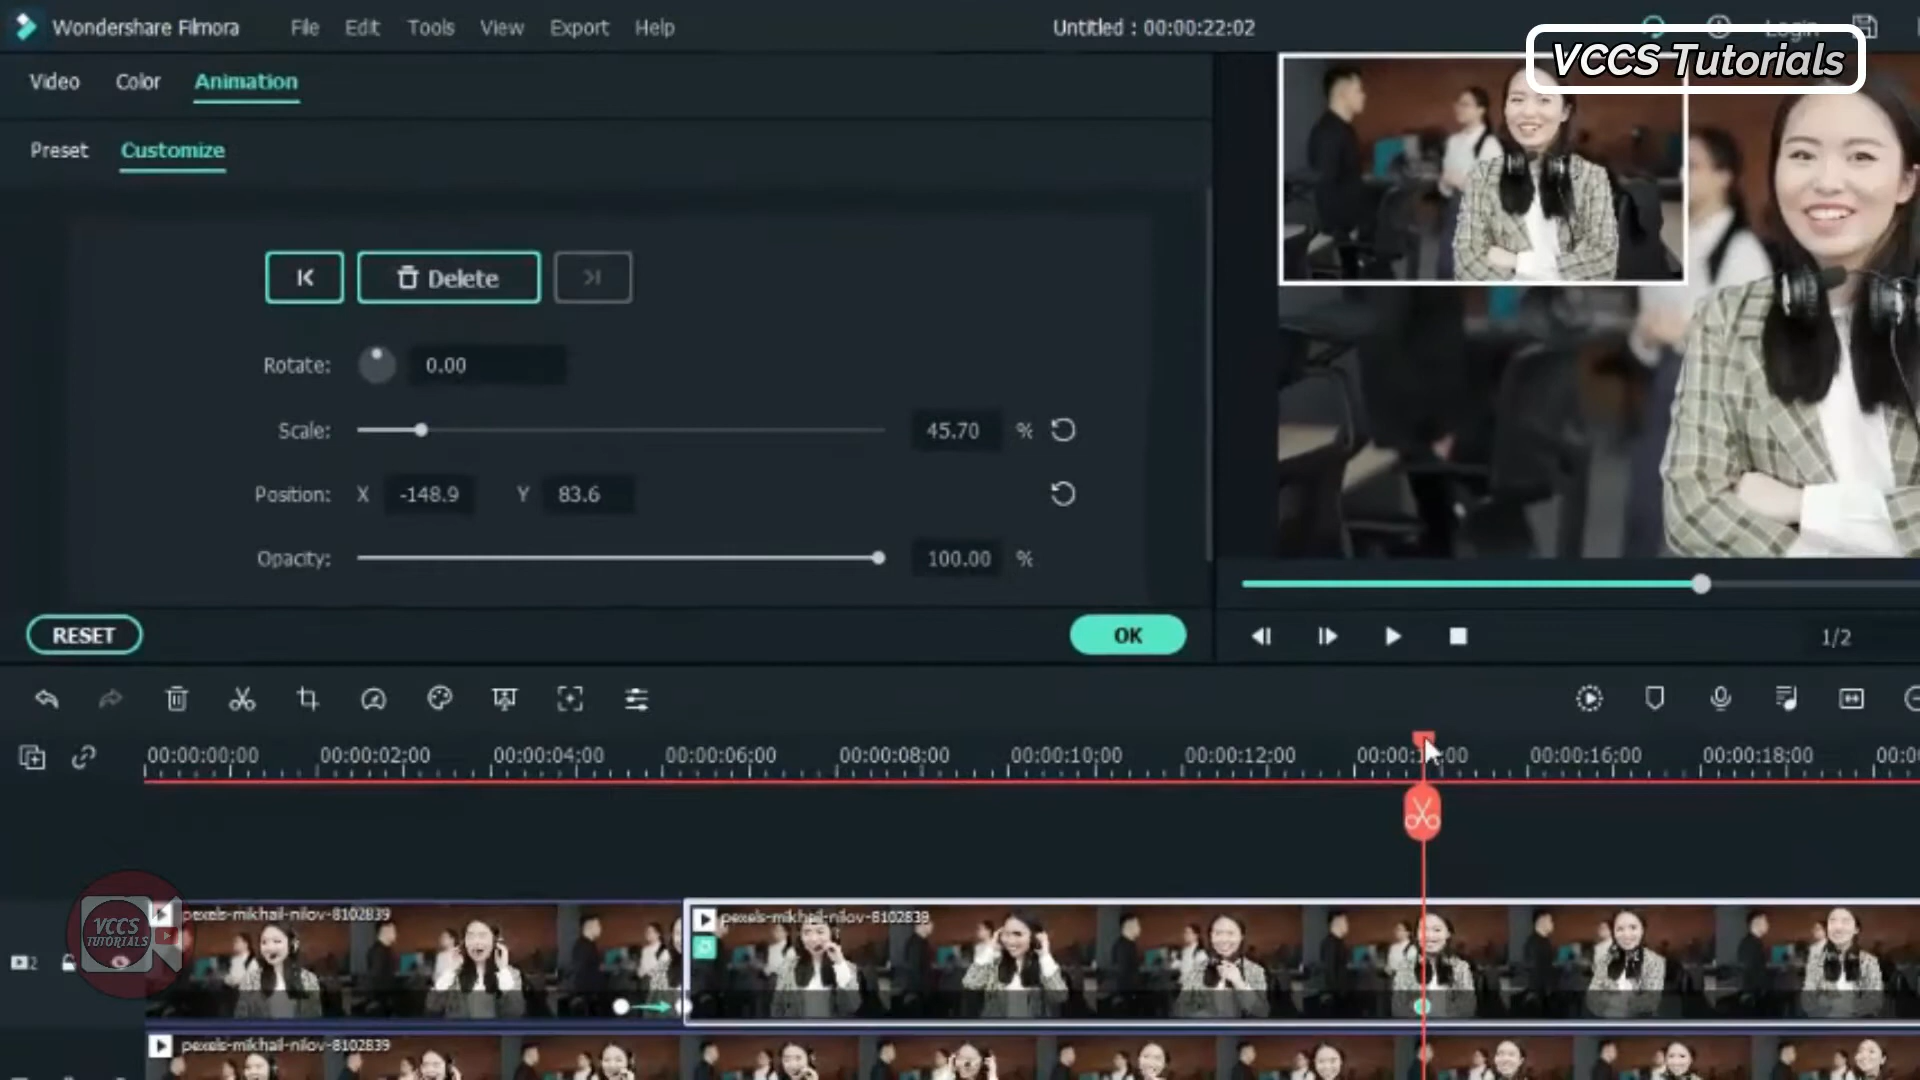 Wondershare Filmora File Edit Tools View Export Help Untitled : 00:00:22:02 Login
VCCS Tutorials
Video Color Animation
Preset Customize
Delete
Rotate: 0.00
Scale: 45.70 %
Position: X -148.9 Y 83.6
Opacity: 100.00 %
RESET OK
1/2
00:00:00:00 00:00:02:00 00:00:04:00 00:00:06:00 00:00:08:00 00:00:10:00 00:00:12:00 00:00:16:00 00:00:18:00
pexels-mikhail-nilov-8102839 pexels-mikhail-nilov-8102839
VCCS
TUTORIALS
2
pexels-mikhail-nilov-8102839